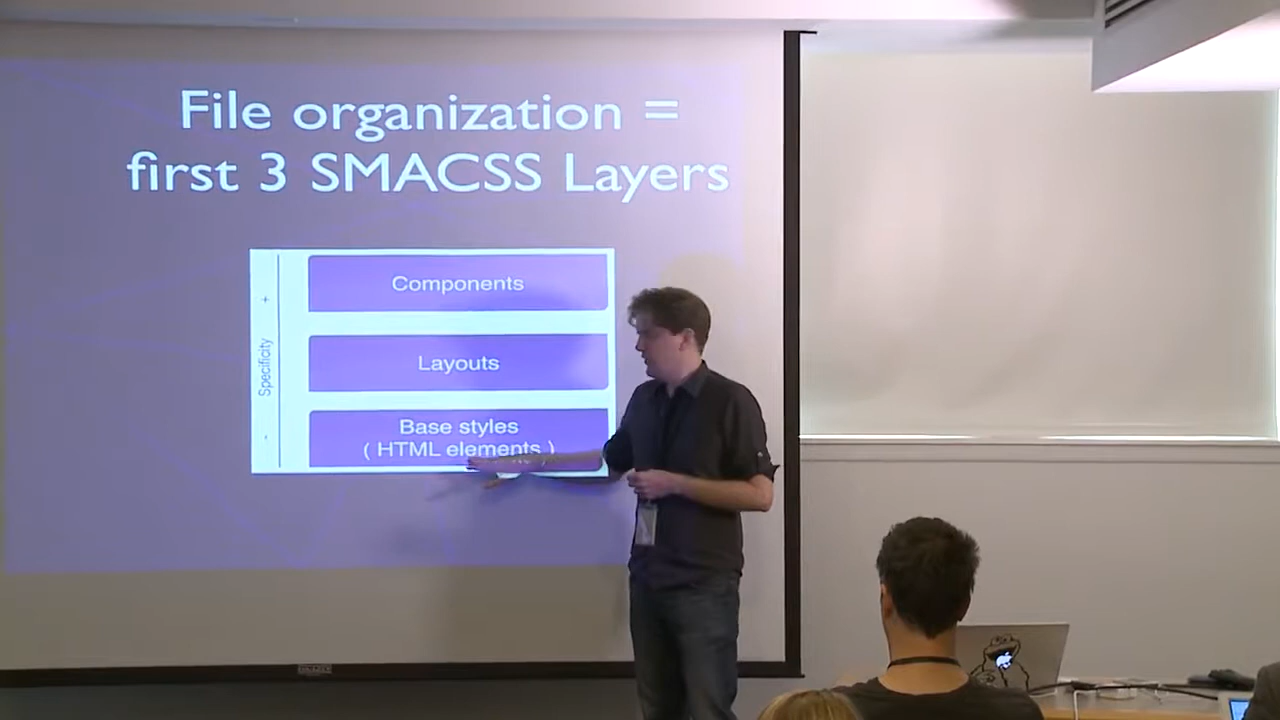 File organization =
first 3 SMACSS Layers
+
Specificity
-
Components
Layouts
Base styles
( HTML elements )